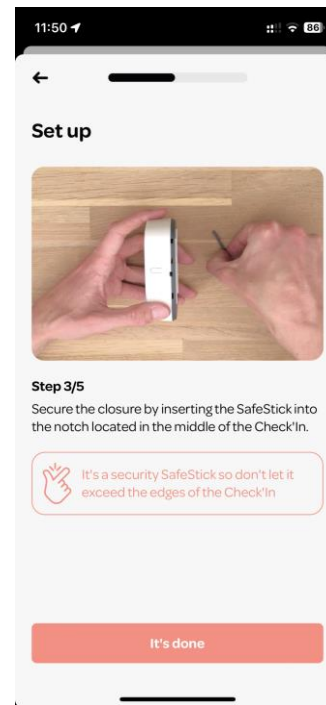 11:50
86
Set up
Step 3/5
Secure the closure by inserting the SafeStick into
the notch located in the middle of the Check'In.
It's a security SafeStick so don't let it
exceed the edges of the Check'In
It's done